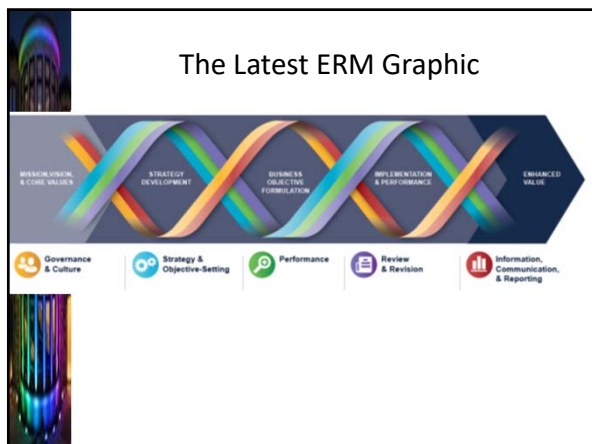 The Latest ERM Graphic
MISSION, VISION,
& CORE VALUES
STRATEGY
DEVELOPMENT
BUSINESS
OBJECTIVE
FORMULATION
IMPLEMENTATION
& PERFORMANCE
ENHANCED
VALUE
Governance
& Culture
Strategy &
Objective-Setting
Performance
Review
& Revision
Information,
Communication,
& Reporting